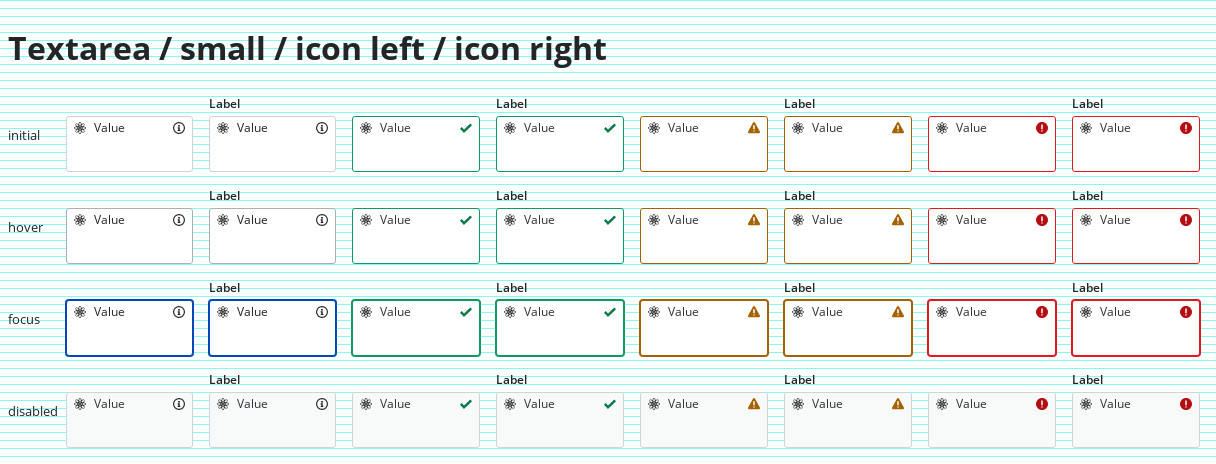 Textarea / small / icon left / icon right
Label Label Label Label
initial Value Value Value Value Value Value Value Value
Label Label Label Label
hover Value Value Value Value Value Value Value Value
Label Label Label Label
focus Value Value Value Value Value Value Value Value
Label Label Label Label
disabled Value Value Value Value Value Value Value Value